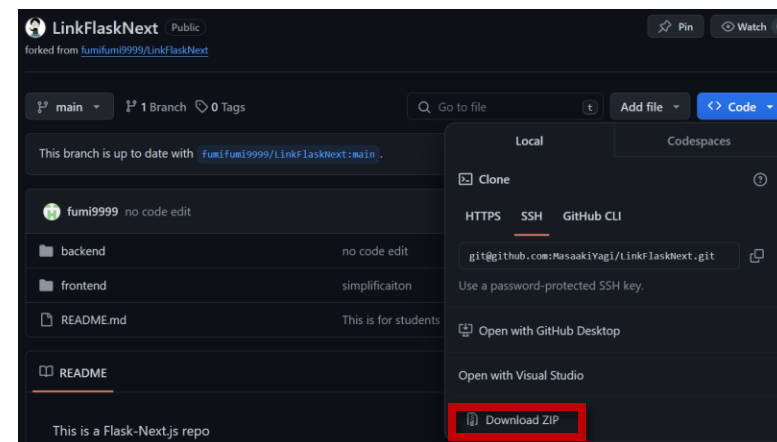 LinkFlaskNext Public
Pin
Watch
forked from fumifumi9999/LinkFlaskNext
main
1 Branch
0 Tags
Go to file
t
Add file
<> Code
This branch is up to date with fumifumi9999/LinkFlaskNext:main .
Local
Codespaces
Clone
HTTPS
SSH
GitHub CLI
git@github.com:MasaakiYagi/LinkFlaskNext.git
Use a password-protected SSH key.
Open with GitHub Desktop
Open with Visual Studio
Download ZIP
fumi9999 no code edit
backend
no code edit
frontend
simplificaiton
README.md
This is for students
README
This is a Flask-Next.js repo